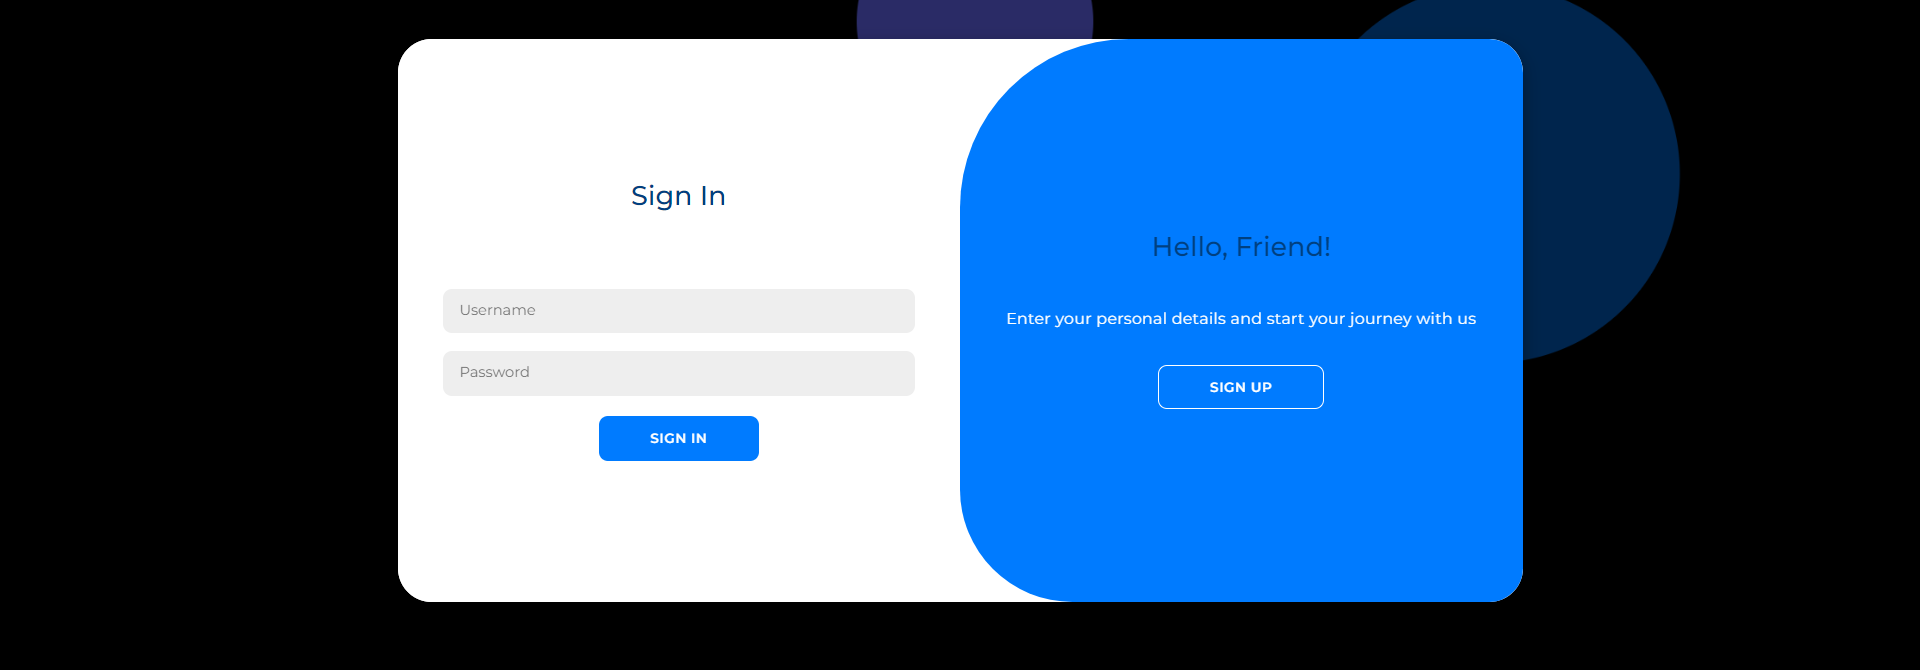 Sign In
Username
Password
SIGN IN
Hello, Friend!
Enter your personal details and start your journey with us
SIGN UP